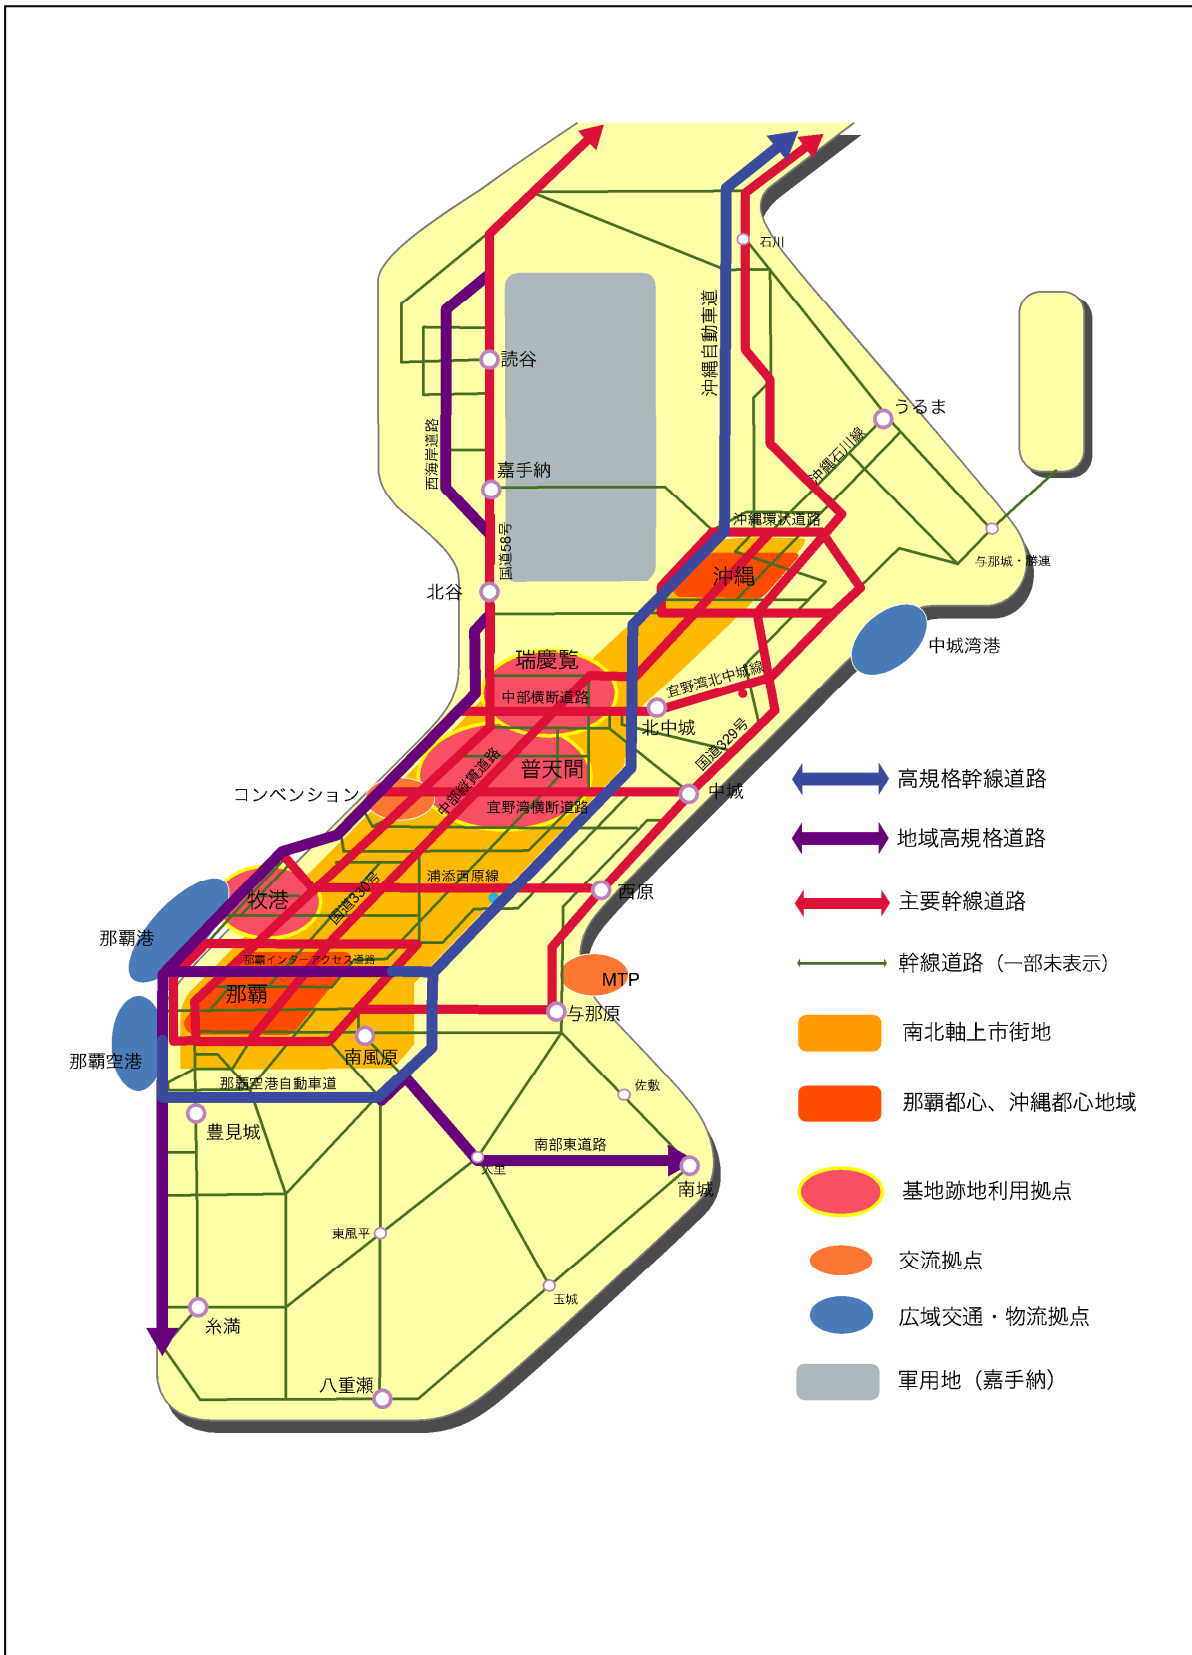 石川
沖縄自動車道
読谷
うるま
西海岸道路
沖縄石川線
嘉手納
国道58号
沖縄環状道路
与那城・勝連
沖縄
北谷
中城湾港
瑞慶覧
宜野湾北中城線
中部横断道路
北中城
国道329号
普天間
中部縦貫道路
コンベンション
宜野湾横断道路
中城
浦添西原線
国道330号
西原
牧港
那覇港
那覇インターアクセス道路
MTP
那覇
与那原
南風原
那覇空港
那覇空港自動車道
佐敷
豊見城
南部東道路
大里
南城
東風平
玉城
糸満
八重瀬
高規格幹線道路
地域高規格道路
主要幹線道路
幹線道路（一部未表示）
南北軸上市街地
那覇都心、沖縄都心地域
基地跡地利用拠点
交流拠点
広域交通・物流拠点
軍用地（嘉手納）